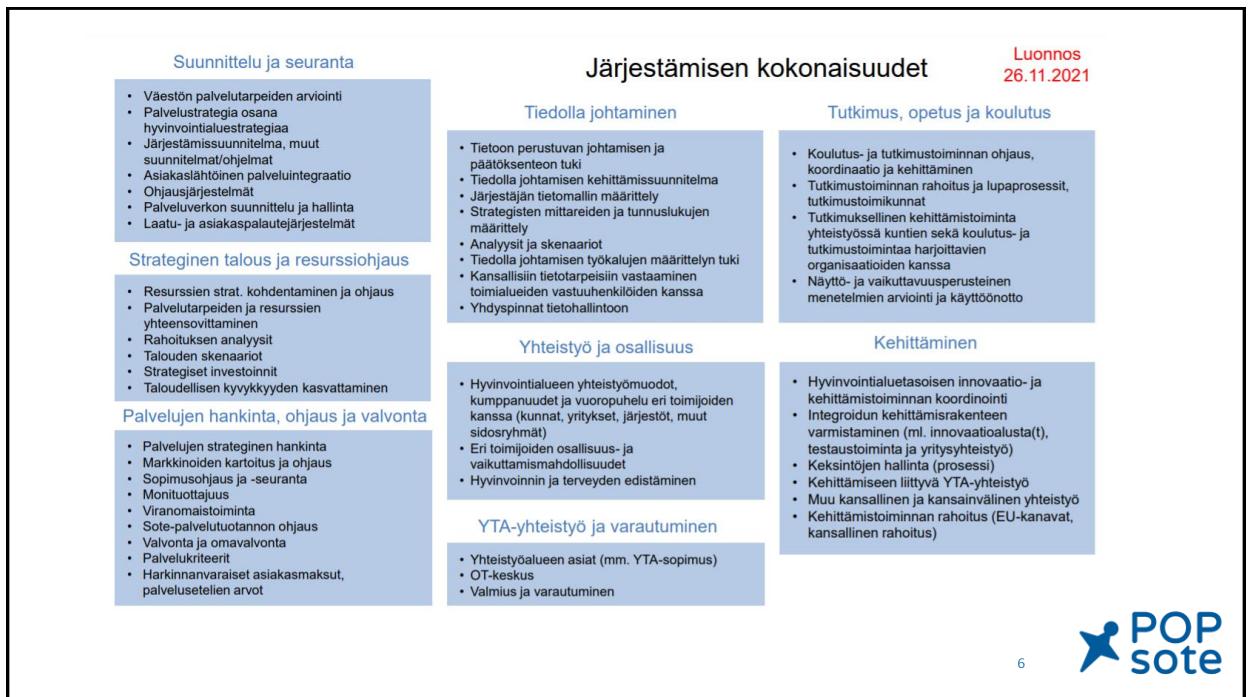 Järjestämisen kokonaisuudet
Luonnos
26.11.2021
Suunnittelu ja seuranta
• Väestön palvelutarpeiden arviointi
• Palvelustrategia osana
hyvinvointialuestrategiaa
• Järjestämissuunnitelma, muut
suunnitelmat/ohjelmat
• Asiakaslähtöinen palveluintegraatio
• Ohjausjärjestelmät
• Palveluverkon suunnittelu ja hallinta
• Laatu- ja asiakaspalautejärjestelmät
Strateginen talous ja resurssiohjaus
• Resurssien strat. kohdentaminen ja ohjaus
• Palvelutarpeiden ja resurssien
yhteensovittaminen
• Rahoituksen analyysit
• Talouden skenaariot
• Strategiset investoinnit
• Taloudellisen kyvykkyyden kasvattaminen
Palvelujen hankinta, ohjaus ja valvonta
• Palvelujen strateginen hankinta
• Markkinoiden kartoitus ja ohjaus
• Sopimusohjaus ja -seuranta
• Monituottajuus
• Viranomaistoiminta
• Sote-palvelutuotannon ohjaus
• Valvonta ja omavalvonta
• Palvelukriteerit
• Harkinnanvaraiset asiakasmaksut,
palvelusetelien arvot
Tiedolla johtaminen
• Tietoon perustuvan johtamisen ja
päätöksenteon tuki
• Tiedolla johtamisen kehittämissuunnitelma
• Järjestäjän tietomallin määrittely
• Strategisten mittareiden ja tunnuslukujen
määrittely
• Analyysit ja skenaariot
• Tiedolla johtamisen työkalujen määrittelyn tuki
• Kansallisiin tietotarpeisiin vastaaminen
toimialueiden vastuuhenkilöiden kanssa
• Yhdyspinnat tietohallintoon
Yhteistyö ja osallisuus
• Hyvinvointialueen yhteistyömuodot,
kumppanuudet ja vuoropuhelu eri toimijoiden
kanssa (kunnat, yritykset, järjestöt, muut
sidosryhmät)
• Eri toimijoiden osallisuus- ja
vaikuttamismahdollisuudet
• Hyvinvoinnin ja terveyden edistäminen
YTA-yhteistyö ja varautuminen
• Yhteistyöalueen asiat (mm. YTA-sopimus)
• OT-keskus
• Valmius ja varautuminen
Tutkimus, opetus ja koulutus
• Koulutus- ja tutkimustoiminnan ohjaus,
koordinaatio ja kehittäminen
• Tutkimustoiminnan rahoitus ja lupaprosessit,
tutkimustoimikunnat
• Tutkimuksellinen kehittämistoiminta
yhteistyössä kuntien sekä koulutus- ja
tutkimustoimintaa harjoittavien
organisaatioiden kanssa
• Näyttö- ja vaikuttavuusperusteinen
menetelmien arviointi ja käyttöönotto
Kehittäminen
• Hyvinvointialuetasoisen innovaatio- ja
kehittämistoiminnan koordinointi
• Integroidun kehittämisrakenteen
varmistaminen (ml. innovaatioalusta(t),
testaustoiminta ja yritysyhteistyö)
• Keksintöjen hallinta (prosessi)
• Kehittämiseen liittyvä YTA-yhteistyö
• Muu kansallinen ja kansainvälinen yhteistyö
• Kehittämistoiminnan rahoitus (EU-kanavat,
kansallinen rahoitus)
6
POP
sote